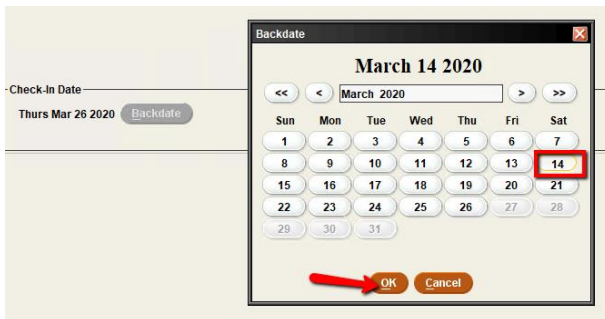 Backdate
March 14 2020
<< < March 2020 > >>
Check-In Date
Thurs Mar 26 2020 Backdate
Sun Mon Tue Wed Thu Fri Sat
1 2 3 4 5 6 7
8 9 10 11 12 13 14
15 16 17 18 19 20 21
22 23 24 25 26 27 28
29 30 31
OK Cancel